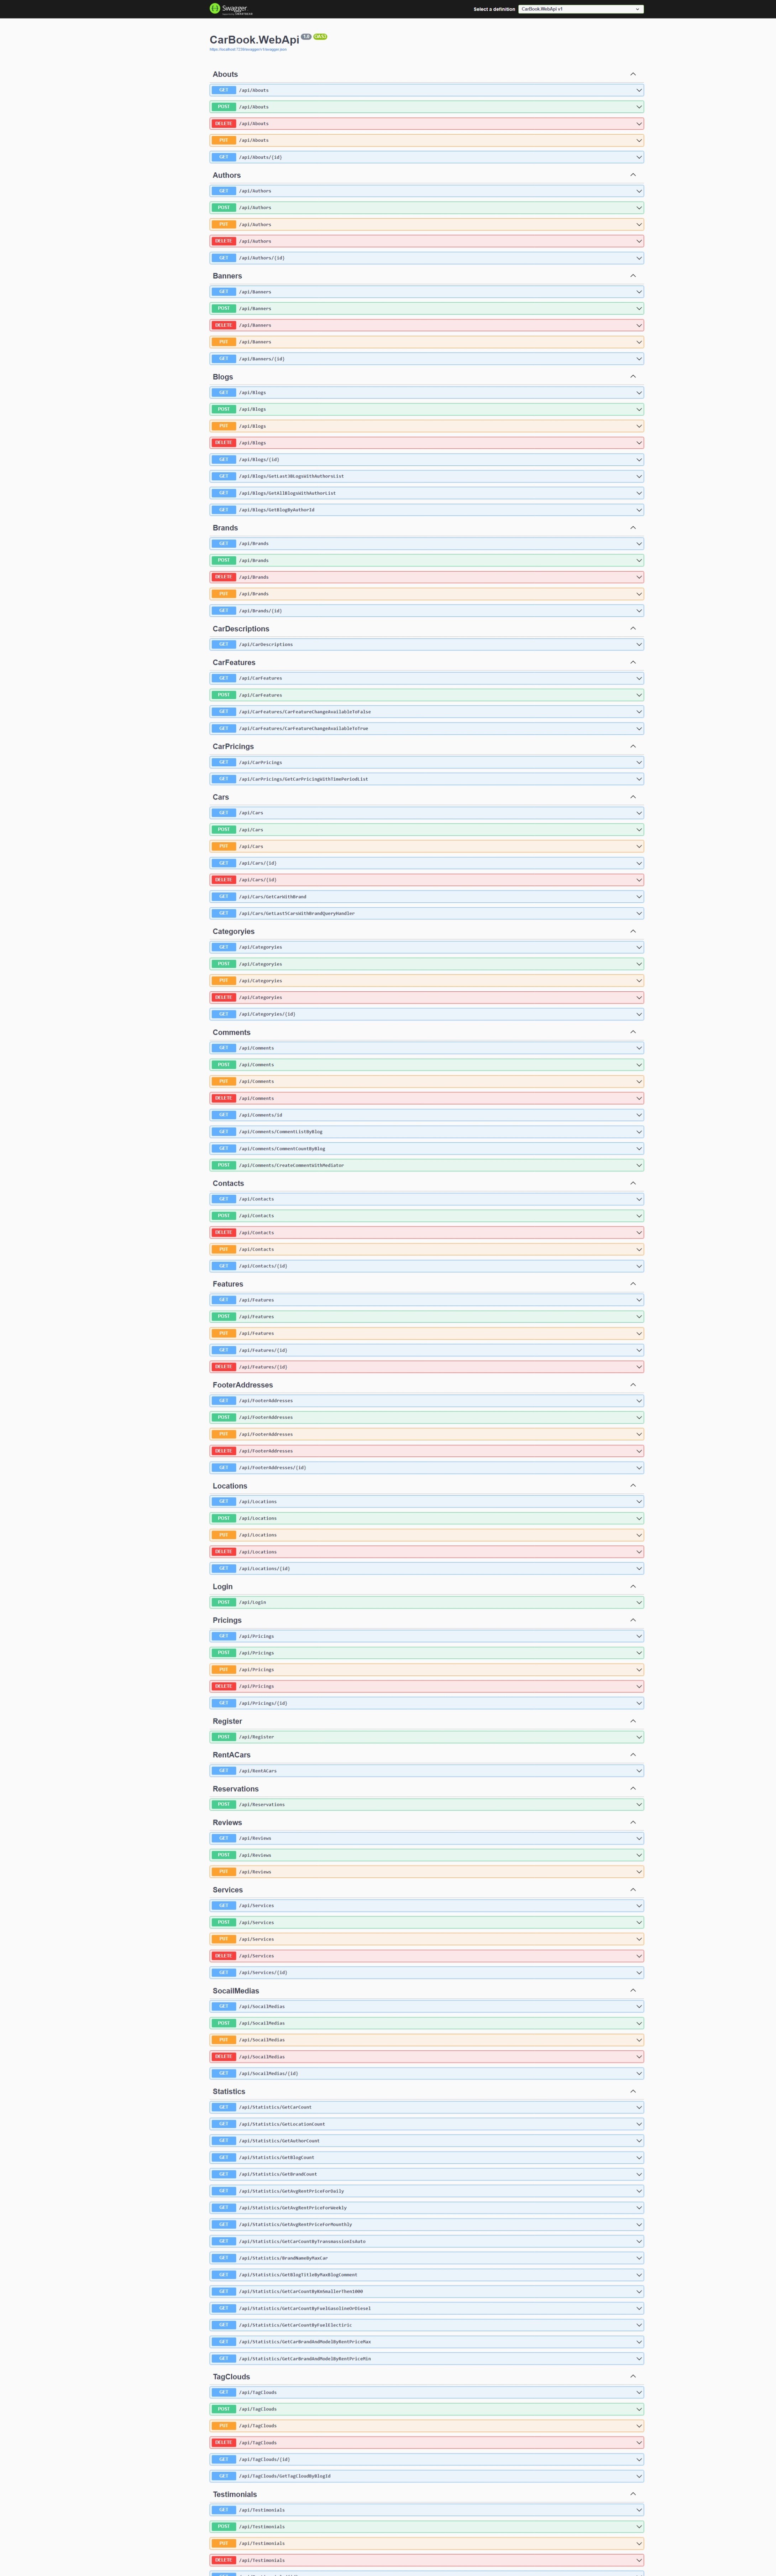 Swagger
Select a definition
CarBook.WebApi v1
CarBook.WebApi 1.0 OAS3
Abouts
GET /api/Abouts
POST /api/Abouts
DELETE /api/Abouts
PUT /api/Abouts
GET /api/Abouts/{id}
Authors
GET /api/Authors
POST /api/Authors
PUT /api/Authors
DELETE /api/Authors
GET /api/Authors/{id}
Banners
GET /api/Banners
POST /api/Banners
DELETE /api/Banners
PUT /api/Banners
GET /api/Banners/{id}
Blogs
GET /api/Blogs
POST /api/Blogs
PUT /api/Blogs
DELETE /api/Blogs
GET /api/Blogs/{id}
GET /api/Blogs/GetLast3BLogsWithAuthorsList
GET /api/Blogs/GetAllBlogsWithAuthorList
GET /api/Blogs/GetBlogByAuthorId
Brands
GET /api/Brands
POST /api/Brands
DELETE /api/Brands
PUT /api/Brands
GET /api/Brands/{id}
CarDescriptions
GET /api/CarDescriptions
CarFeatures
GET /api/CarFeatures
POST /api/CarFeatures
GET /api/CarFeatures/CarFeatureChangeAvailableToFalse
GET /api/CarFeatures/CarFeatureChangeAvailableToTrue
CarPricings
GET /api/CarPricings
GET /api/CarPricings/GetCarPricingWithTimePeriodList
Cars
GET /api/Cars
POST /api/Cars
PUT /api/Cars
GET /api/Cars/{id}
DELETE /api/Cars/{id}
GET /api/Cars/GetCarWithBrand
GET /api/Cars/GetLast5CarsWithBrandQueryHandler
Categoryies
GET /api/Categoryies
POST /api/Categoryies
PUT /api/Categoryies
DELETE /api/Categoryies
GET /api/Categoryies/{id}
Comments
GET /api/Comments
POST /api/Comments
PUT /api/Comments
DELETE /api/Comments
GET /api/Comments/id
GET /api/Comments/CommentListByBlog
GET /api/Comments/CommentCountByBlog
POST /api/Comments/CreateCommentWithMediator
Contacts
GET /api/Contacts
POST /api/Contacts
DELETE /api/Contacts
PUT /api/Contacts
GET /api/Contacts/{id}
Features
GET /api/Features
POST /api/Features
PUT /api/Features
GET /api/Features/{id}
DELETE /api/Features/{id}
FooterAddresses
GET /api/FooterAddresses
POST /api/FooterAddresses
PUT /api/FooterAddresses
DELETE /api/FooterAddresses
GET /api/FooterAddresses/{id}
Locations
GET /api/Locations
POST /api/Locations
PUT /api/Locations
DELETE /api/Locations
GET /api/Locations/{id}
Login
POST /api/Login
Pricings
GET /api/Pricings
POST /api/Pricings
PUT /api/Pricings
DELETE /api/Pricings
GET /api/Pricings/{id}
Register
POST /api/Register
RentACars
GET /api/RentACars
Reservations
POST /api/Reservations
Reviews
GET /api/Reviews
POST /api/Reviews
PUT /api/Reviews
Services
GET /api/Services
POST /api/Services
PUT /api/Services
DELETE /api/Services
GET /api/Services/{id}
SocailMedias
GET /api/SocailMedias
POST /api/SocailMedias
PUT /api/SocailMedias
DELETE /api/SocailMedias
GET /api/SocailMedias/{id}
Statistics
GET /api/Statistics/GetCarCount
GET /api/Statistics/GetLocationCount
GET /api/Statistics/GetAuthorCount
GET /api/Statistics/GetBlogCount
GET /api/Statistics/GetBrandCount
GET /api/Statistics/GetAvgRentPriceForDaily
GET /api/Statistics/GetAvgRentPriceForWeekly
GET /api/Statistics/GetAvgRentPriceForMounthly
GET /api/Statistics/GetCarCountByTransmassionIsAuto
GET /api/Statistics/BrandNameByMaxCar
GET /api/Statistics/GetBlogTitleByMaxBlogComment
GET /api/Statistics/GetCarCountByKmSmallerThen1000
GET /api/Statistics/GetCarCountByFuelGasolineOrDiesel
GET /api/Statistics/GetCarCountByFuelElectiric
GET /api/Statistics/GetCarBrandAndModelByRentPriceMax
GET /api/Statistics/GetCarBrandAndModelByRentPriceMin
TagClouds
GET /api/TagClouds
POST /api/TagClouds
PUT /api/TagClouds
DELETE /api/TagClouds
GET /api/TagClouds/{id}
GET /api/TagClouds/GetTagCloudByBlogId
Testimonials
GET /api/Testimonials
POST /api/Testimonials
PUT /api/Testimonials
DELETE /api/Testimonials